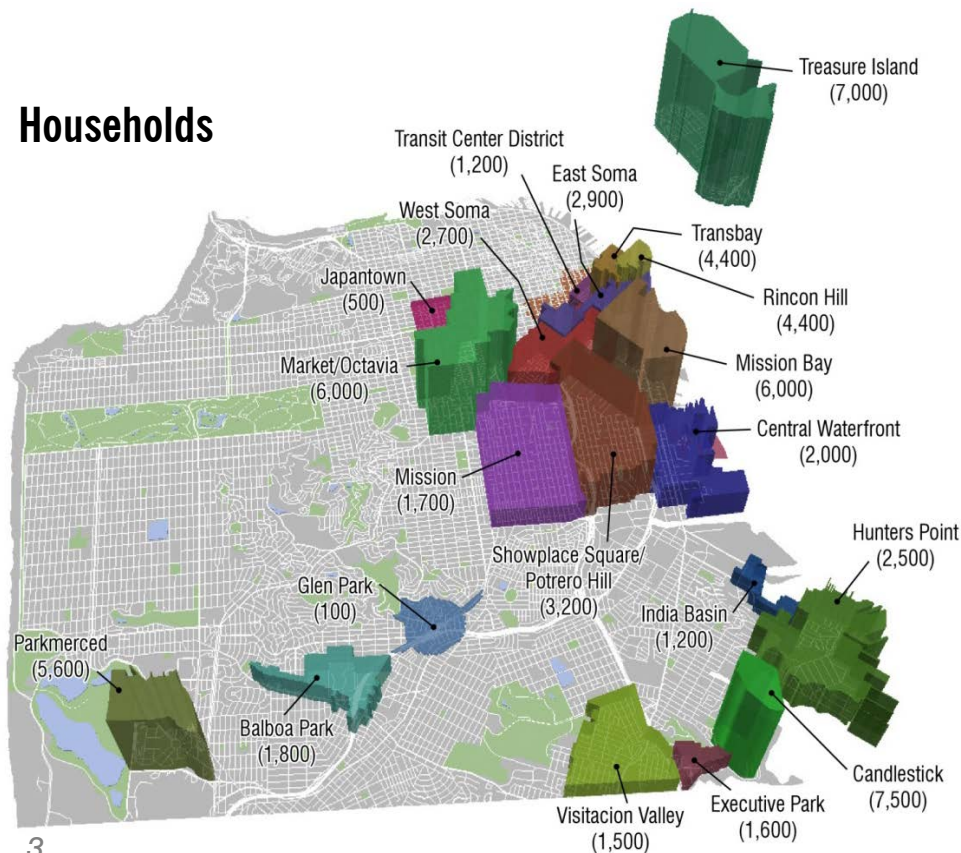 Households
Treasure Island
(7,000)
Transit Center District
(1,200)
East Soma
(2,900)
West Soma
(2,700)
Transbay
(4,400)
Japantown
(500)
Rincon Hill
(4,400)
Market/Octavia
(6,000)
Mission Bay
(6,000)
Central Waterfront
(2,000)
Mission
(1,700)
Showplace Square/
Potrero Hill
(3,200)
Hunters Point
(2,500)
Glen Park
(100)
India Basin
(1,200)
Parkmerced
(5,600)
Balboa Park
(1,800)
Candlestick
(7,500)
Executive Park
(1,600)
Visitacion Valley
(1,500)
3